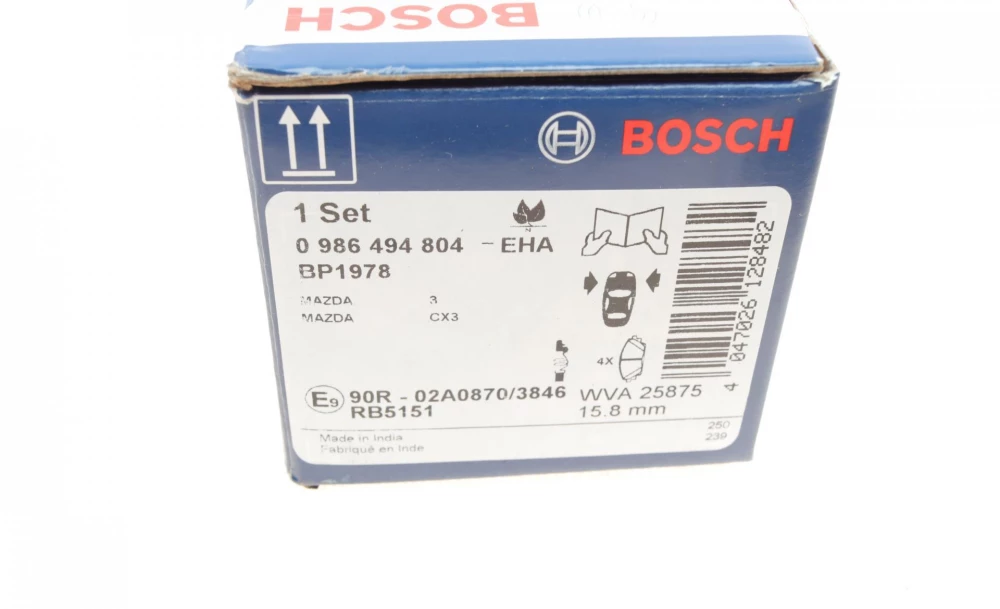 BOSCH
BOSCH
1 Set
0 986 494 804 - EHA
BP1978
MAZDA 3
MAZDA CX3
4X
4 047026 128482
E9 90R - 02A0870/3846 WVA 25875
RB5151 15.8 mm
Made in India 250
Fabriqué en Inde 239